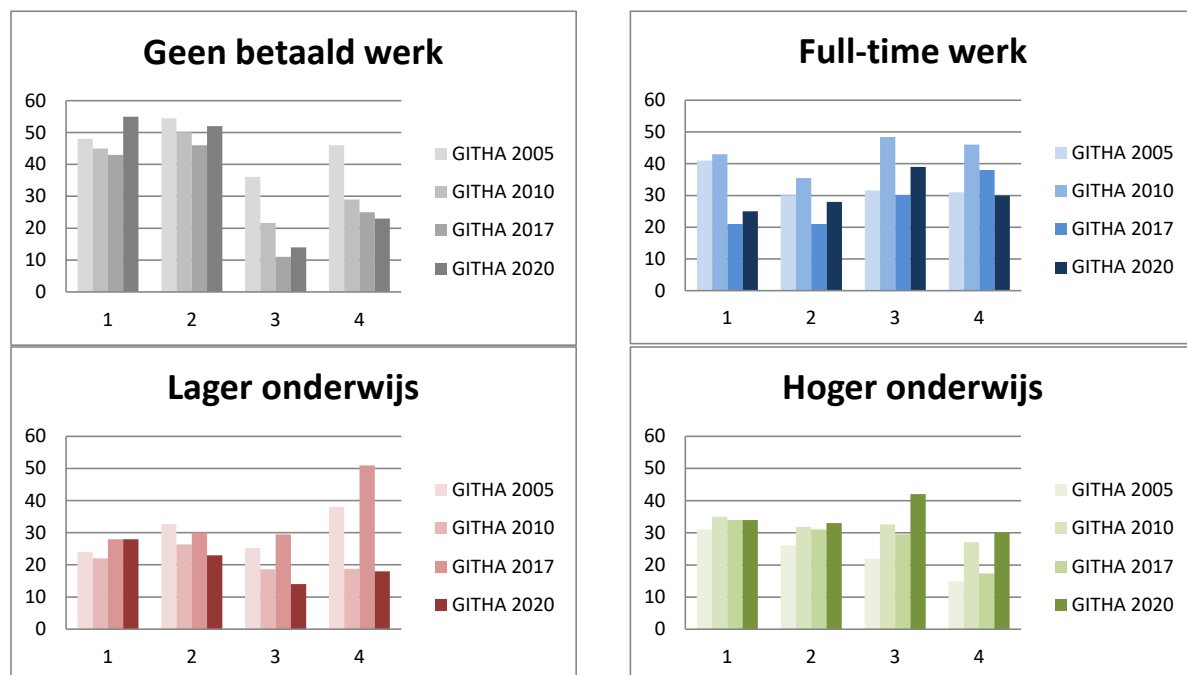 Geen betaald werk
60
50
40
30
20
10
0
1 2 3 4
GITHA 2005
GITHA 2010
GITHA 2017
GITHA 2020
Full-time werk
60
50
40
30
20
10
0
1 2 3 4
GITHA 2005
GITHA 2010
GITHA 2017
GITHA 2020
Lager onderwijs
60
50
40
30
20
10
0
1 2 3 4
GITHA 2005
GITHA 2010
GITHA 2017
GITHA 2020
Hoger onderwijs
60
50
40
30
20
10
0
1 2 3 4
GITHA 2005
GITHA 2010
GITHA 2017
GITHA 2020